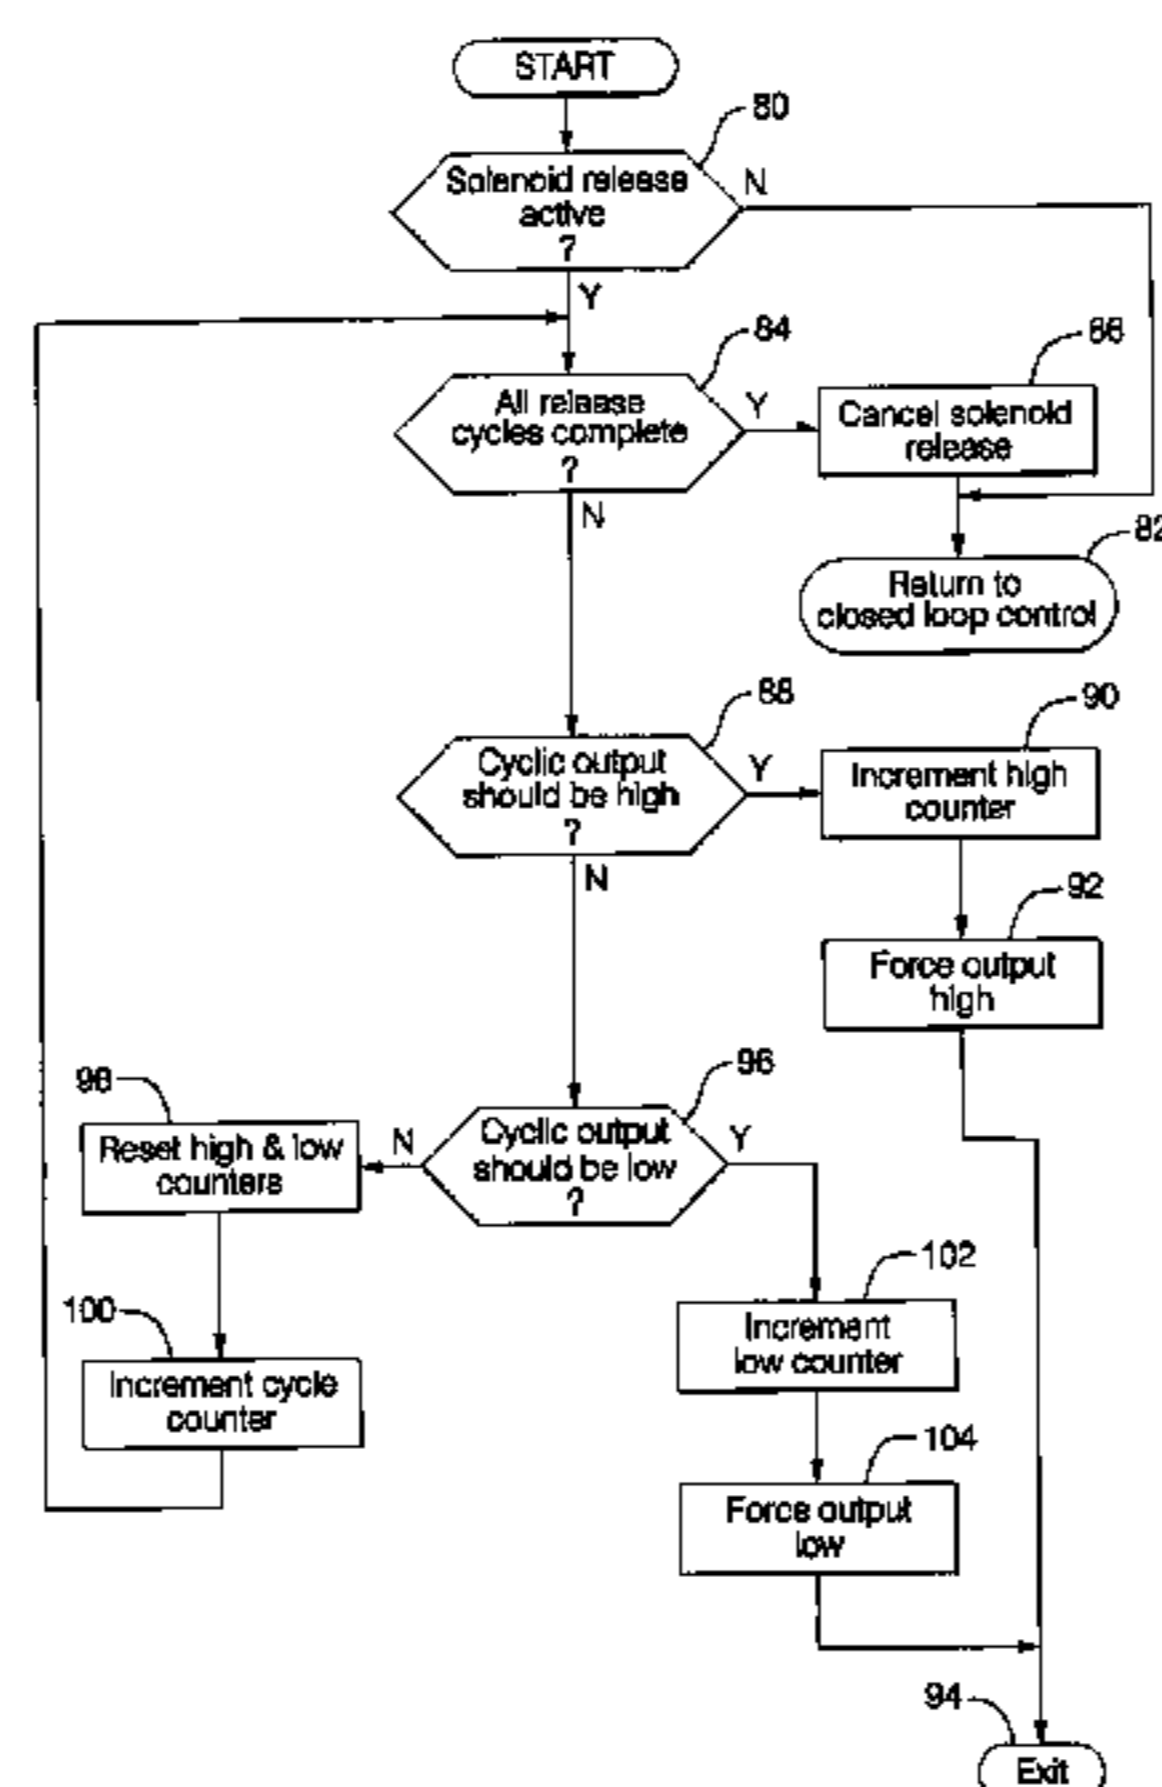 START
80
Solenoid release
active
?
N
Y
84
All release
cycles complete
?
Y
N
86
Cancel solenoid
release
82
Return to
closed loop control
88
Cyclic output
should be high
?
Y
N
90
Increment high
counter
92
Force output
high
96
Cyclic output
should be low
?
N
Y
98
Reset high & low
counters
100
Increment cycle
counter
102
Increment
low counter
104
Force output
low
94
Exit